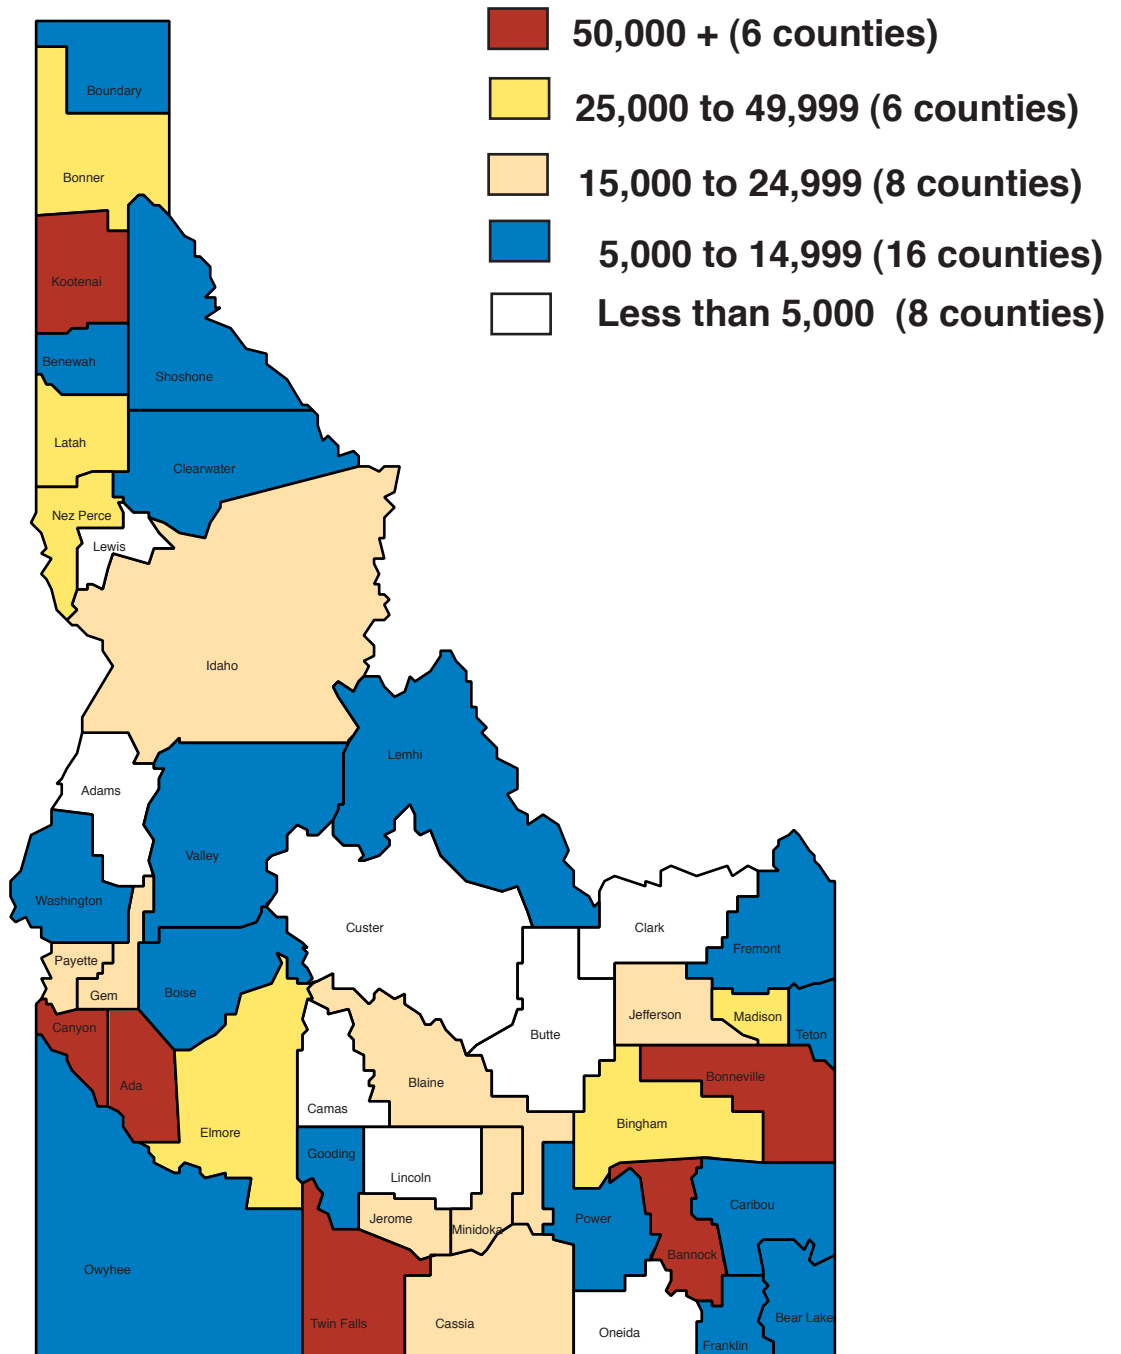 50,000 + (6 counties)
25,000 to 49,999 (6 counties)
15,000 to 24,999 (8 counties)
5,000 to 14,999 (16 counties)
Less than 5,000 (8 counties)
Boundary
Bonner
Kootenai
Benewah
Shoshone
Latah
Clearwater
Nez Perce
Lewis
Idaho
Lemhi
Adams
Valley
Washington
Custer
Clark
Fremont
Payette
Gem
Boise
Jefferson
Madison
Teton
Canyon
Butte
Ada
Blaine
Bonneville
Camas
Elmore
Bingham
Gooding
Lincoln
Jerome
Minidoka
Power
Caribou
Bannock
Owyhee
Twin Falls
Cassia
Oneida
Bear Lake
Franklin